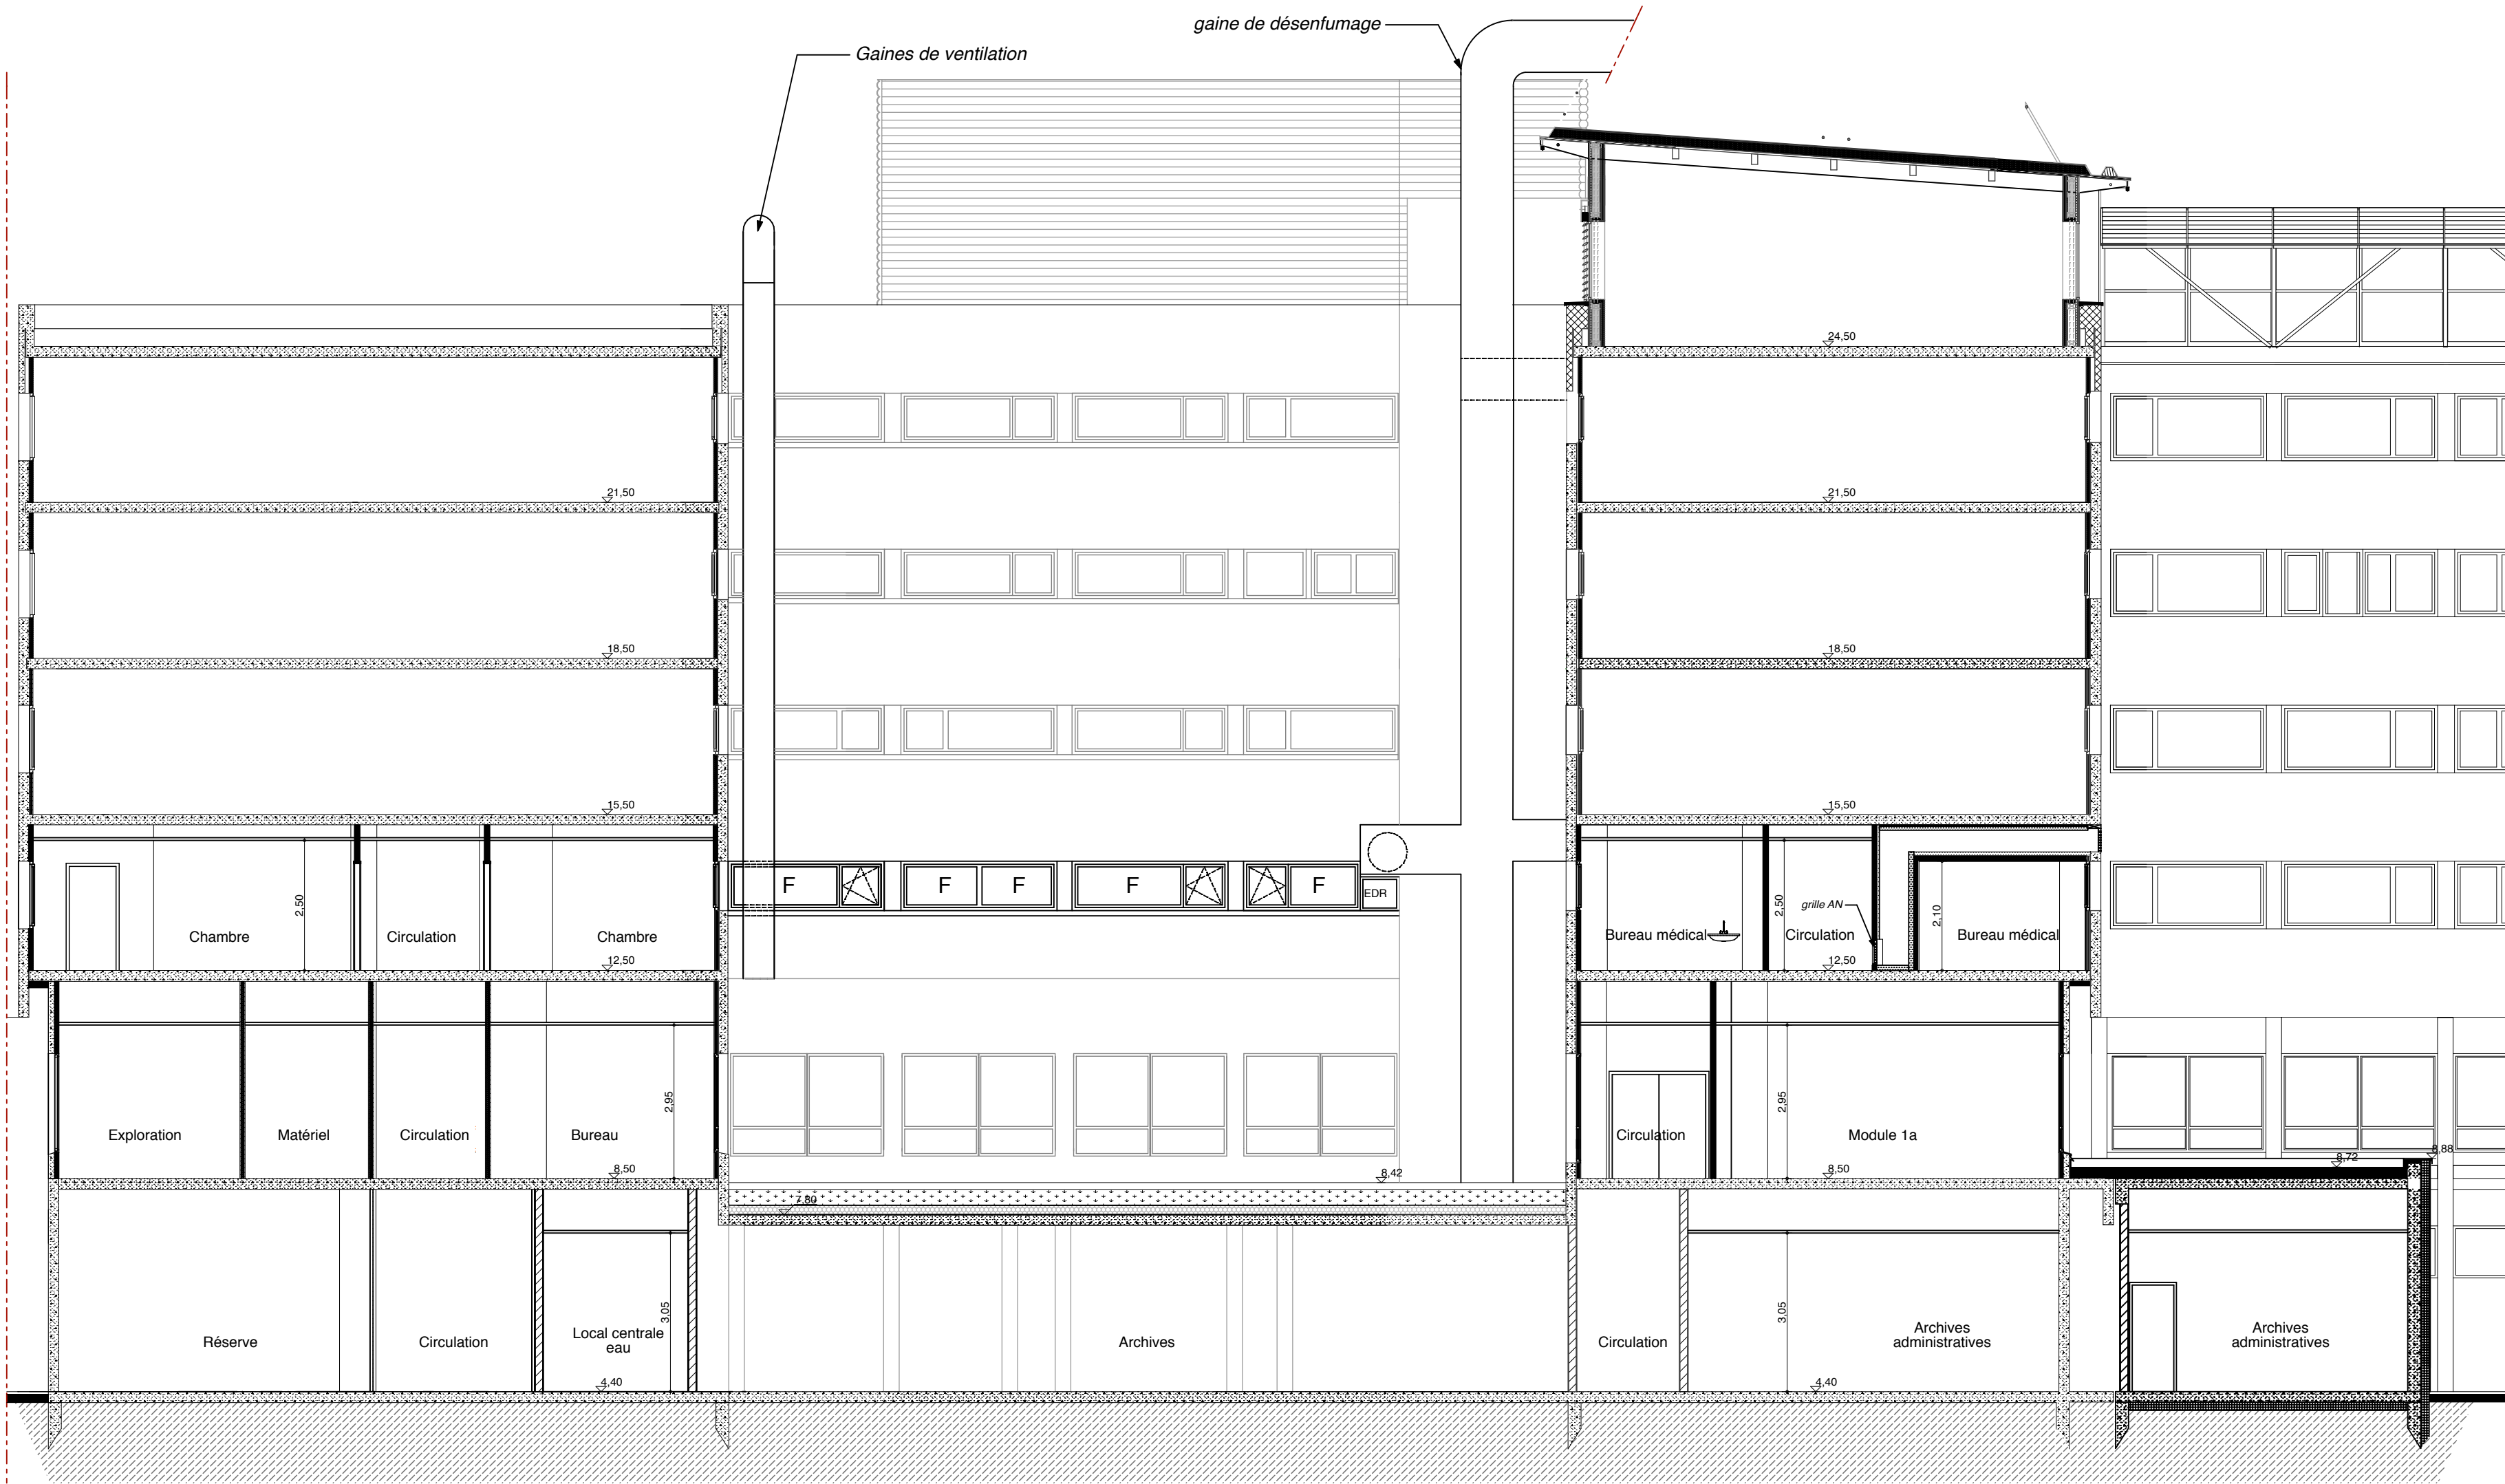 gaine de désenfumage
Gaines de ventilation
24,50
21,50
21,50
18,50
18,50
15,50
15,50
F
F
F
F
F
EDR
2,50
2,50
grille AN
2,10
Chambre
Circulation
Chambre
Bureau médical
Circulation
Bureau médical
12,50
12,50
2,95
2,95
Exploration
Matériel
Circulation
Bureau
Circulation
Module 1a
8,50
8,42
8,50
8,72
8,88
7,80
3,05
3,05
Réserve
Circulation
Local centrale
eau
Archives
Circulation
Archives
administratives
Archives
administratives
4,40
4,40